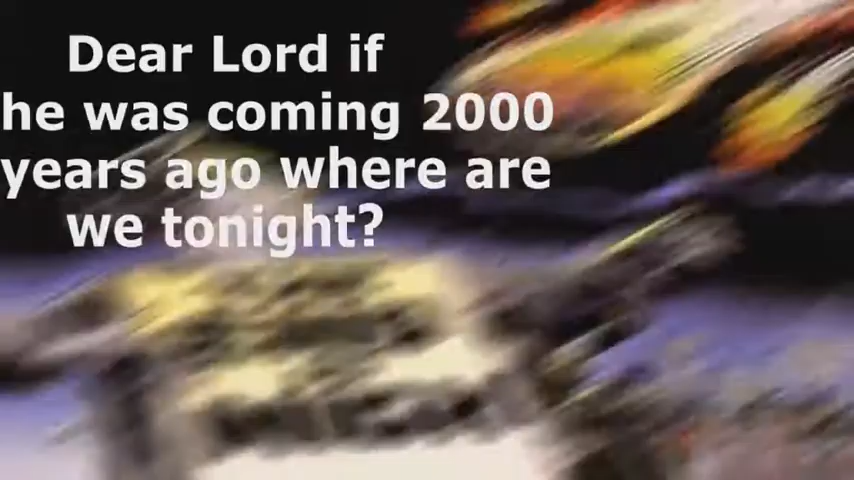 Dear Lord if
he was coming 2000
years ago where are
we tonight?